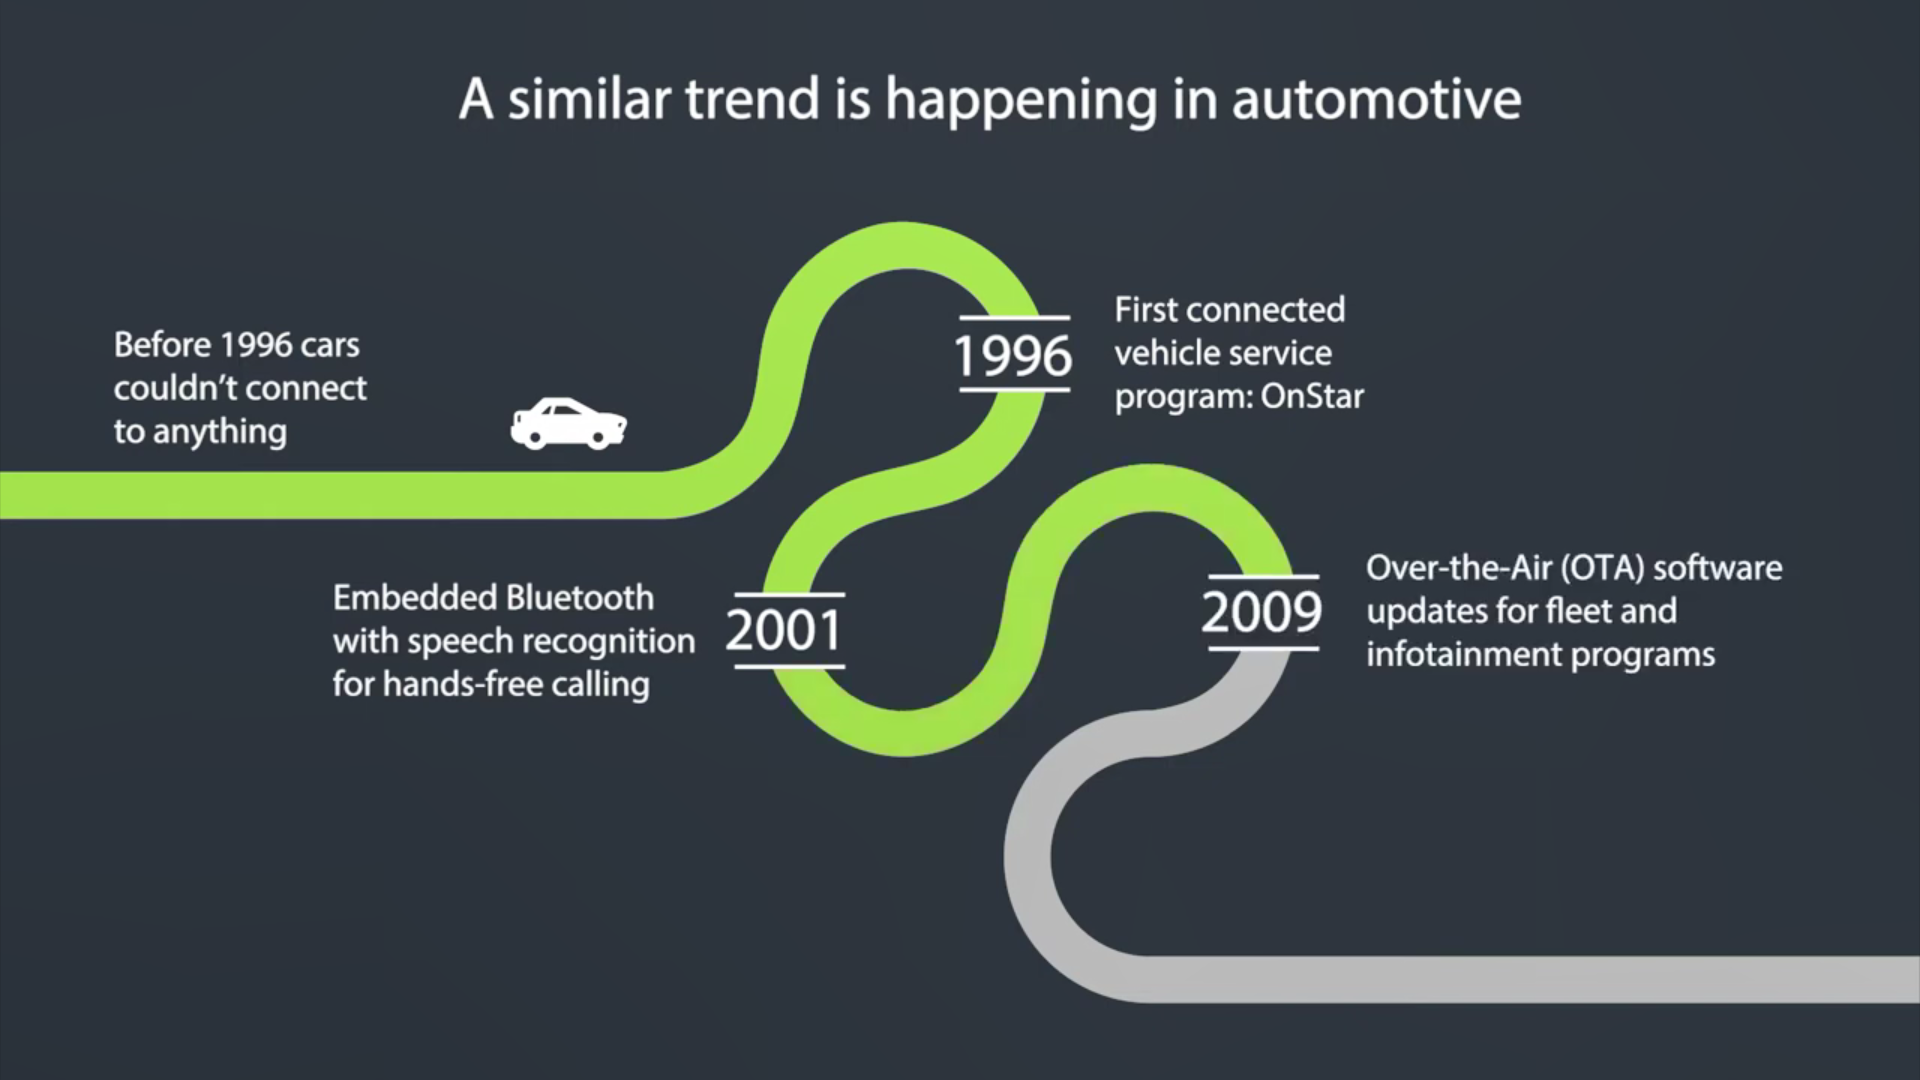 A similar trend is happening in automotive
Before 1996 cars
couldn't connect
to anything
1996
First connected
vehicle service
program: OnStar
Embedded Bluetooth
with speech recognition
for hands-free calling
2001
2009
Over-the-Air (OTA) software
updates for fleet and
infotainment programs